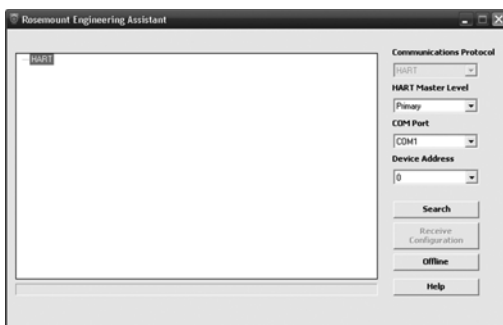 Rosemount Engineering Assistant
HART
Communications Protocol
HART
HART Master Level
Primary
COM Port
COM1
Device Address
0
Search
Receive
Configuration
Offline
Help